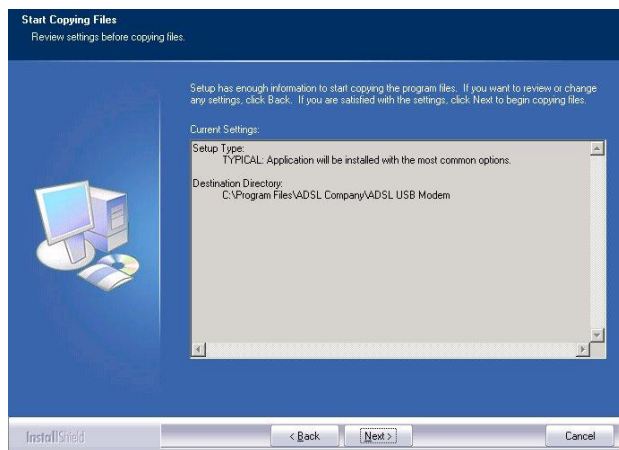 Start Copying Files
Review settings before copying files.
Setup has enough information to start copying the program files. If you want to review or change
any settings, click Back. If you are satisfied with the settings, click Next to begin copying files.
Current Settings:
Setup Type:
TYPICAL: Application will be installed with the most common options.
Destination Directory:
C:\Program Files\ADSL Company\ADSL USB Modem
InstallShield
< Back
Next >
Cancel